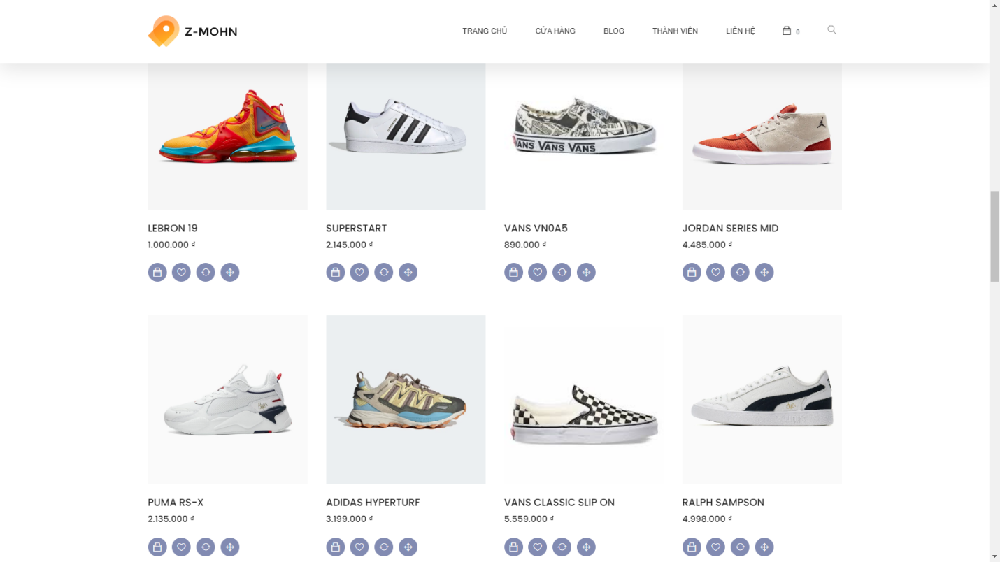 Z-MOHN
TRANG CHỦ
CỬA HÀNG
BLOG
THÀNH VIÊN
LIÊN HỆ
0
VANS VANS VANS
LEBRON 19
1.000.000 ₫
SUPERSTART
2.145.000 ₫
VANS VN0A5
890.000 ₫
JORDAN SERIES MID
4.485.000 ₫
PUMA RS-X
2.135.000 ₫
ADIDAS HYPERTURF
3.199.000 ₫
VANS CLASSIC SLIP ON
5.559.000 ₫
RALPH SAMPSON
4.998.000 ₫